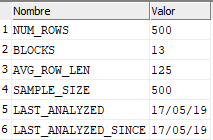 Nombre Valor
1 NUM_ROWS 500
2 BLOCKS 13
3 AVG_ROW_LEN 125
4 SAMPLE_SIZE 500
5 LAST_ANALYZED 17/05/19
6 LAST_ANALYZED_SINCE 17/05/19